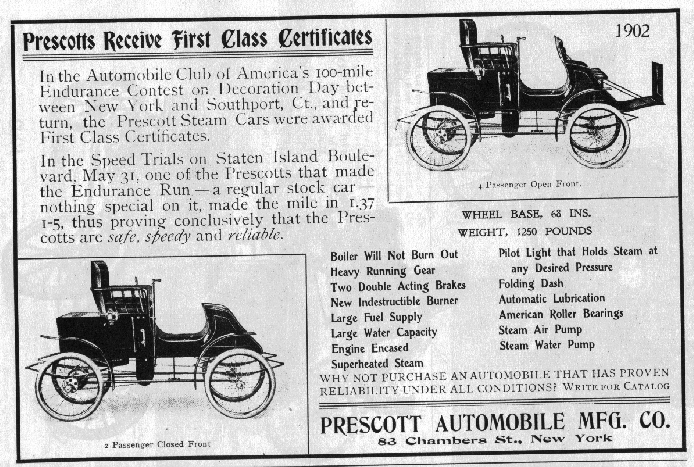 Prescotts Receive First Class Certificates
In the Automobile Club of America's 100-mile
Endurance Contest on Decoration Day bet-
ween New York and Southport, Ct., and re-
turn, the Prescott Steam Cars were awarded
First Class Certificates.
In the Speed Trials on Staten Island Boule-
vard, May 31, one of the Prescotts that made
the Endurance Run—a regular stock car—
nothing special on it, made the mile in 1.37
1-5, thus proving conclusively that the Pres-
cotts are safe, speedy and reliable.
1902
4 Passenger Open Front.
WHEEL BASE, 68 INS.
WEIGHT, 1250 POUNDS
Boiler Will Not Burn Out
Heavy Running Gear
Two Double Acting Brakes
New Indestructible Burner
Large Fuel Supply
Large Water Capacity
Engine Encased
Superheated Steam
Pilot Light that Holds Steam at
any Desired Pressure
Folding Dash
Automatic Lubrication
American Roller Bearings
Steam Air Pump
Steam Water Pump
2 Passenger Closed Front
WHY NOT PURCHASE AN AUTOMOBILE THAT HAS PROVEN
RELIABILITY UNDER ALL CONDITIONS? WRITE FOR CATALOG
PRESCOTT AUTOMOBILE MFG. CO.
83 Chambers St., New York